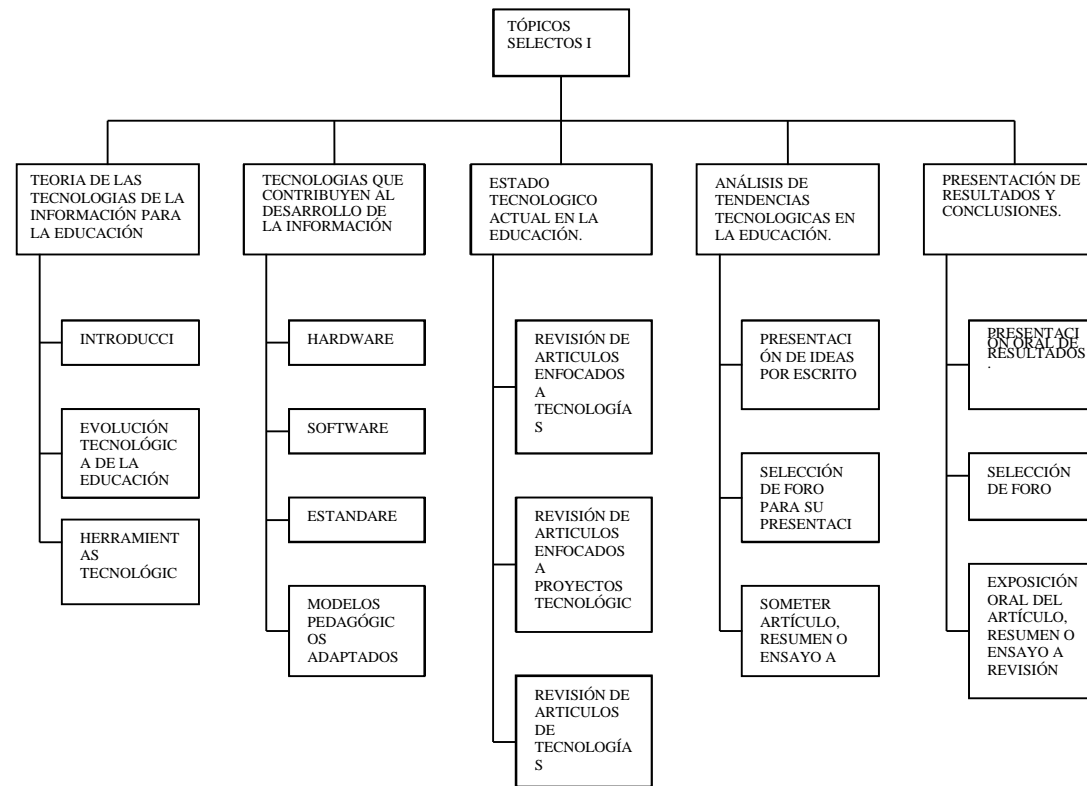 TÓPICOS
SELECTOS I
TEORIA DE LAS
TECNOLOGIAS DE LA
INFORMACIÓN PARA
LA EDUCACIÓN
INTRODUCCI
EVOLUCIÓN
TECNOLÓGIC
A DE LA
EDUCACIÓN
HERRAMIENT
AS
TECNOLÓGIC
TECNOLOGIAS QUE
CONTRIBUYEN AL
DESARROLLO DE
LA INFORMACIÓN
HARDWARE
SOFTWARE
ESTANDARE
MODELOS
PEDAGÓGIC
OS
ADAPTADOS
ESTADO
TECNOLOGICO
ACTUAL EN LA
EDUCACIÓN.
REVISIÓN DE
ARTICULOS
ENFOCADOS
A
TECNOLOGÍA
S
REVISIÓN DE
ARTICULOS
ENFOCADOS
A
PROYECTOS
TECNOLÓGIC
REVISIÓN DE
ARTICULOS
DE
TECNOLOGÍA
S
ANÁLISIS DE
TENDENCIAS
TECNOLOGICAS EN
LA EDUCACIÓN.
PRESENTACI
ÓN DE IDEAS
POR ESCRITO
SELECCIÓN
DE FORO
PARA SU
PRESENTACI
SOMETER
ARTÍCULO,
RESUMEN O
ENSAYO A
PRESENTACIÓN DE
RESULTADOS Y
CONCLUSIONES.
PRESENTACI
ÓN ORAL DE
RESULTADOS
.
SELECCIÓN
DE FORO
EXPOSICIÓN
ORAL DEL
ARTÍCULO,
RESUMEN O
ENSAYO A
REVISIÓN